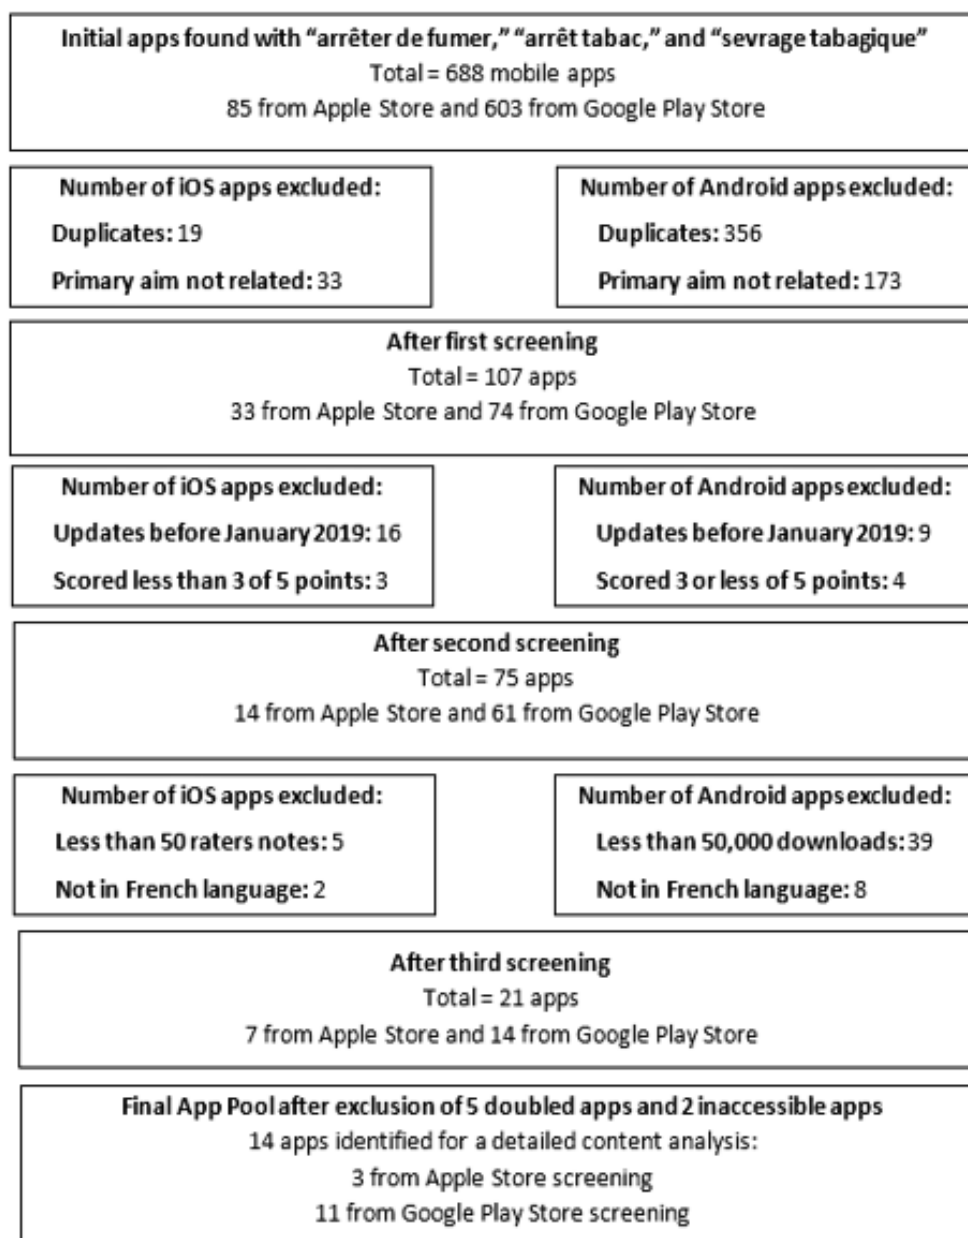 Initial apps found with “arrêter de fumer,” “arrêt tabac,” and “sevrage tabagique”
Total = 688 mobile apps
85 from Apple Store and 603 from Google Play Store
Number of iOS apps excluded:
Duplicates: 19
Primary aim not related: 33
Number of Android apps excluded:
Duplicates: 356
Primary aim not related: 173
After first screening
Total = 107 apps
33 from Apple Store and 74 from Google Play Store
Number of iOS apps excluded:
Updates before January 2019: 16
Scored less than 3 of 5 points: 3
Number of Android apps excluded:
Updates before January 2019: 9
Scored 3 or less of 5 points: 4
After second screening
Total = 75 apps
14 from Apple Store and 61 from Google Play Store
Number of iOS apps excluded:
Less than 50 raters notes: 5
Not in French language: 2
Number of Android apps excluded:
Less than 50,000 downloads: 39
Not in French language: 8
After third screening
Total = 21 apps
7 from Apple Store and 14 from Google Play Store
Final App Pool after exclusion of 5 doubled apps and 2 inaccessible apps
14 apps identified for a detailed content analysis:
3 from Apple Store screening
11 from Google Play Store screening